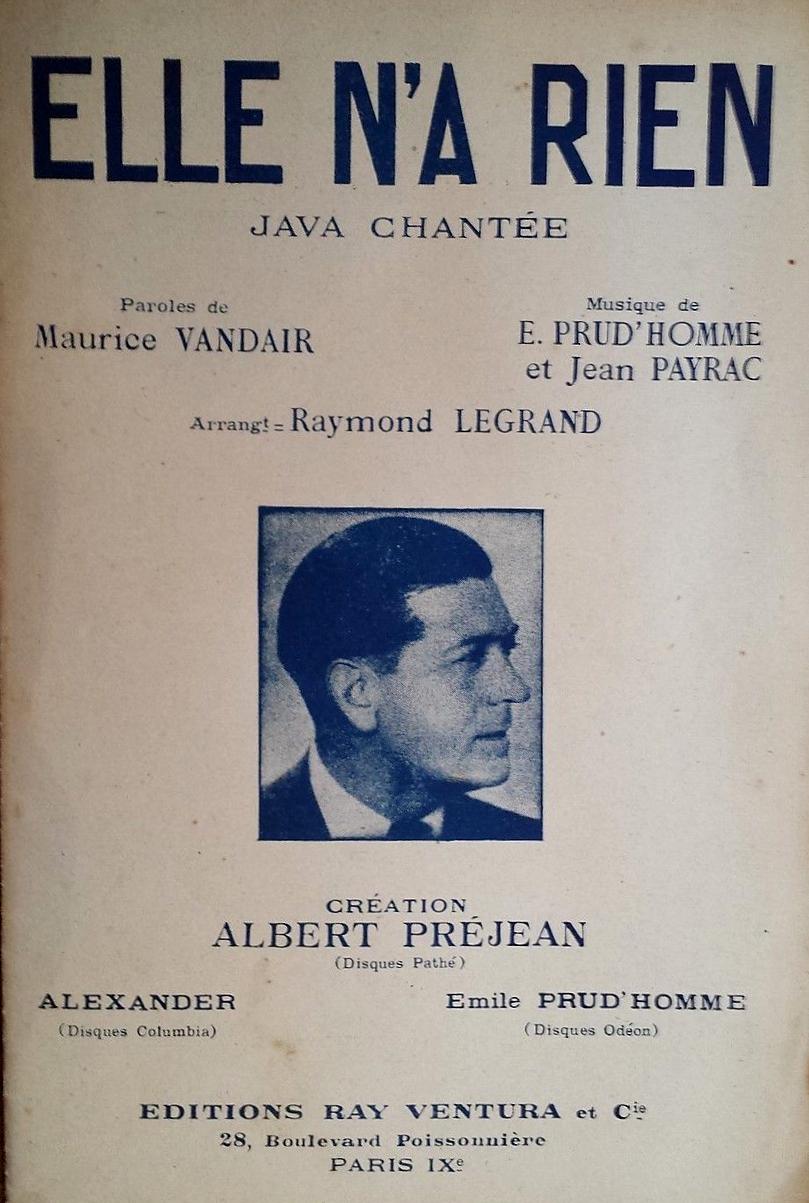 ELLE N'A RIEN
JAVA CHANTÉE
Paroles de
Maurice VANDAIR
Musique de
E. PRUD'HOMME
et Jean PAYRAC
Arrangt = Raymond LEGRAND
CRÉATION
ALBERT PRÉJEAN
(Disques Pathé)
ALEXANDER
(Disques Columbia)
Emile PRUD'HOMME
(Disques Odéon)
EDITIONS RAY VENTURA et Cie
28, Boulevard Poissonnière
PARIS IXe